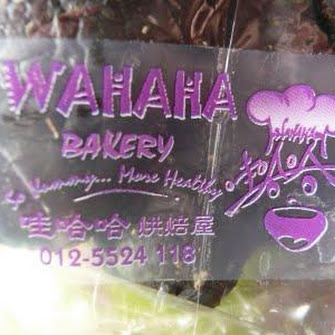 WAHAHA
BAKERY
Yummy... More Healthy
哇哈哈 烘焙屋
012-5524 118